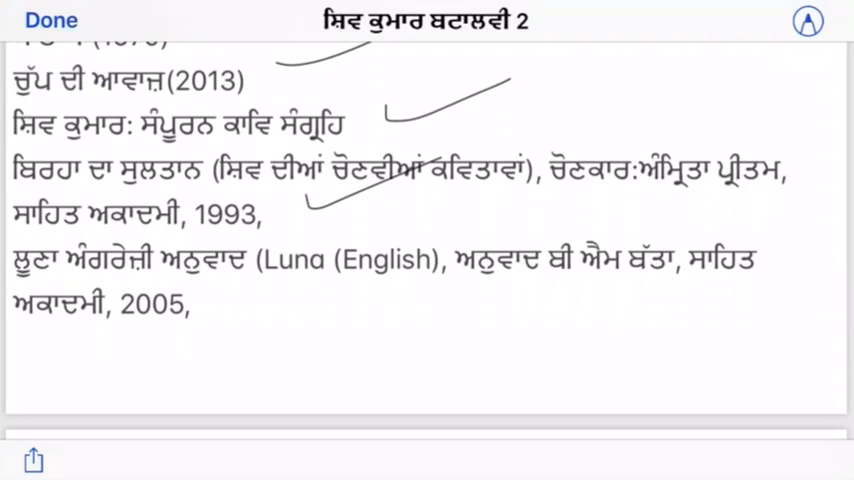 Done
ਸ਼ਿਵ ਕੁਮਾਰ ਬਟਾਲਵੀ 2
ਚੁੱਪ ਦੀ ਆਵਾਜ਼(2013)
ਸ਼ਿਵ ਕੁਮਾਰ: ਸੰਪੂਰਨ ਕਾਵਿ ਸੰਗ੍ਰਹਿ
ਬਿਰਹਾ ਦਾ ਸੁਲਤਾਨ (ਸ਼ਿਵ ਦੀਆਂ ਚੋਣਵੀਆਂ ਕਵਿਤਾਵਾਂ), ਚੋਣਕਾਰ:ਅੰਮ੍ਰਿਤਾ ਪ੍ਰੀਤਮ,
ਸਾਹਿਤ ਅਕਾਦਮੀ, 1993,
ਲੂਣਾ ਅੰਗਰੇਜ਼ੀ ਅਨੁਵਾਦ (Luna (English), ਅਨੁਵਾਦ ਬੀ ਐਮ ਬੱਤਾ, ਸਾਹਿਤ
ਅਕਾਦਮੀ, 2005,